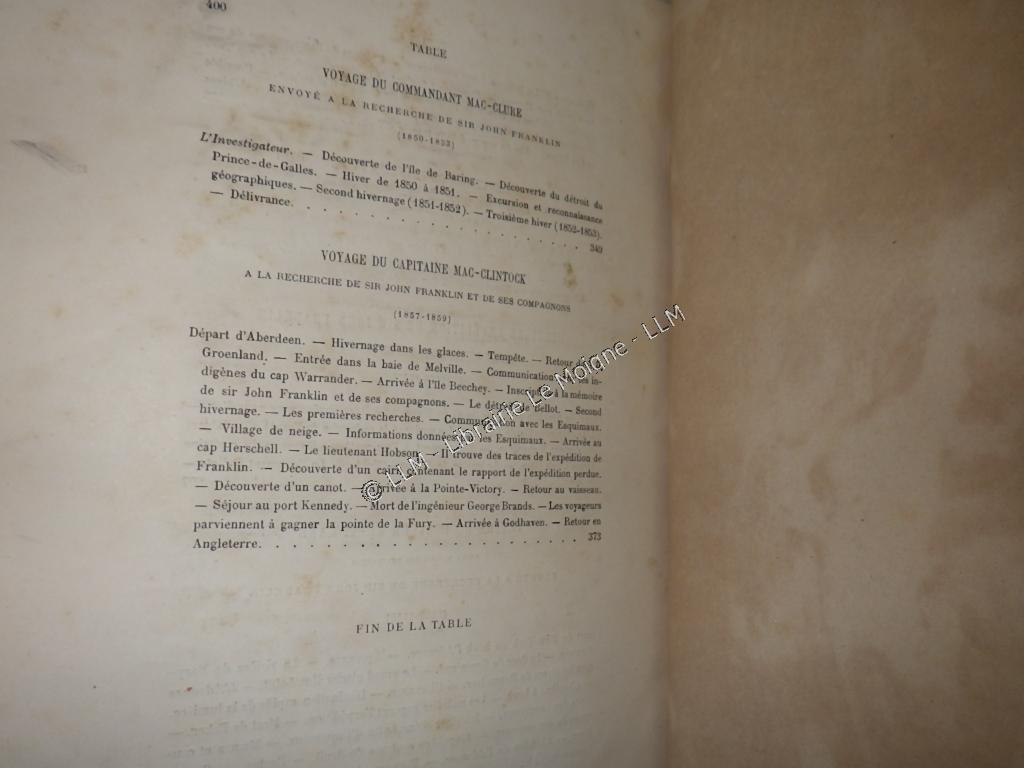 400
TABLE
VOYAGE DU COMMANDANT MAC-CLURE
ENVOYÉ A LA RECHERCHE DE SIR JOHN FRANKLIN
(1850-1853)
L'Investigateur. — Découverte de l'île de Baring. — Découverte du détroit du
Prince-de-Galles. — Hiver de 1850 à 1851. — Excursion et reconnaissance
géographiques. — Second hivernage (1851-1852). — Troisième hiver (1852-1853).
— Délivrance. . . . . . . . . . . . . . . . . . 349
VOYAGE DU CAPITAINE MAC-CLINTOCK
A LA RECHERCHE DE SIR JOHN FRANKLIN ET DE SES COMPAGNONS
(1857-1859)
Départ d'Aberdeen. — Hivernage dans les glaces. — Tempête. — Retour
Groenland. — Entrée dans la baie de Melville. — Communication les in-
digènes du cap Warrander. — Arrivée à l'île Beechey. — à la mémoire
de sir John Franklin et de ses compagnons. — Le détroit de Bellot. — Second
hivernage. — Les premières recherches. — Communication avec les Esquimaux.
— Village de neige. — Informations données les Esquimaux. — Arrivée au
cap Herschell. — Le lieutenant Hobson. — Il trouve des traces de l'expédition de
Franklin. — Découverte d'un cairn contenant le rapport de l'expédition perdue.
— Découverte d'un canot. — Arrivée à la Pointe-Victory. — Retour au vaisseau.
— Séjour au port Kennedy. — Mort de l'ingénieur George Brands. — Les voyageurs
parviennent à gagner la pointe de la Fury. — Arrivée à Godhaven. — Retour en
Angleterre. . . . . . . . . . . . . . . . . . . . 373
FIN DE LA TABLE
© LLM - Librairie Le Moigne - LLM